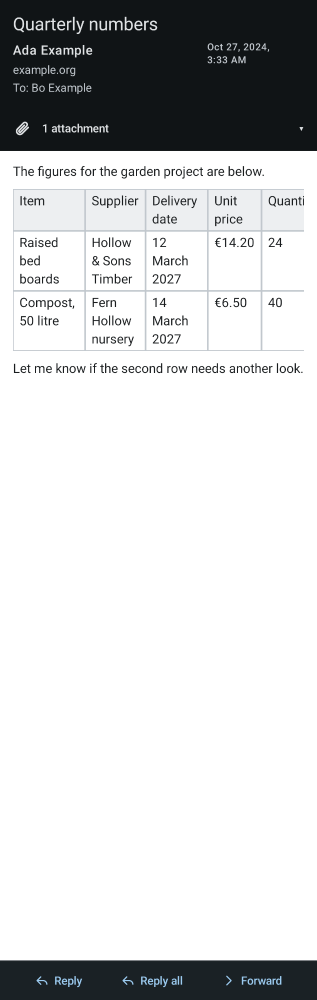 Quarterly numbers
Ada Example
Oct 27, 2024,
3:33 AM
example.org
To: Bo Example
1 attachment
The figures for the garden project are below.
Item Supplier Delivery date Unit price Quanti
Raised bed boards Hollow & Sons Timber 12 March 2027 €14.20 24
Compost, 50 litre Fern Hollow nursery 14 March 2027 €6.50 40
Let me know if the second row needs another look.
Reply Reply all Forward